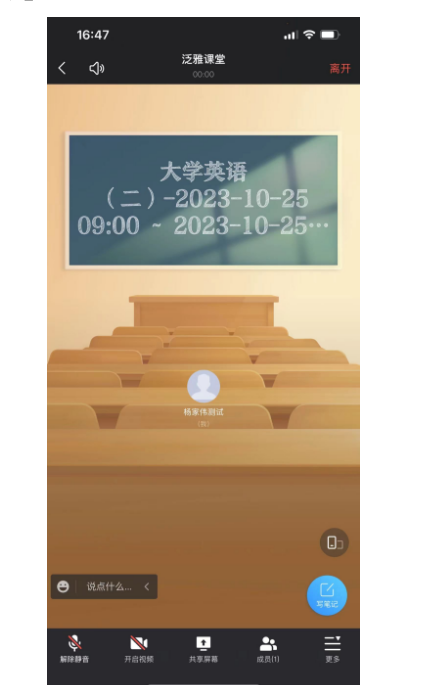 16:47
泛雅课堂
00:00
离开
大学英语
（二）-2023-10-25
09:00 ~ 2023-10-25…
杨家伟测试
说点什么...
写笔记
解除静音
开启视频
共享屏幕
成员(1)
更多